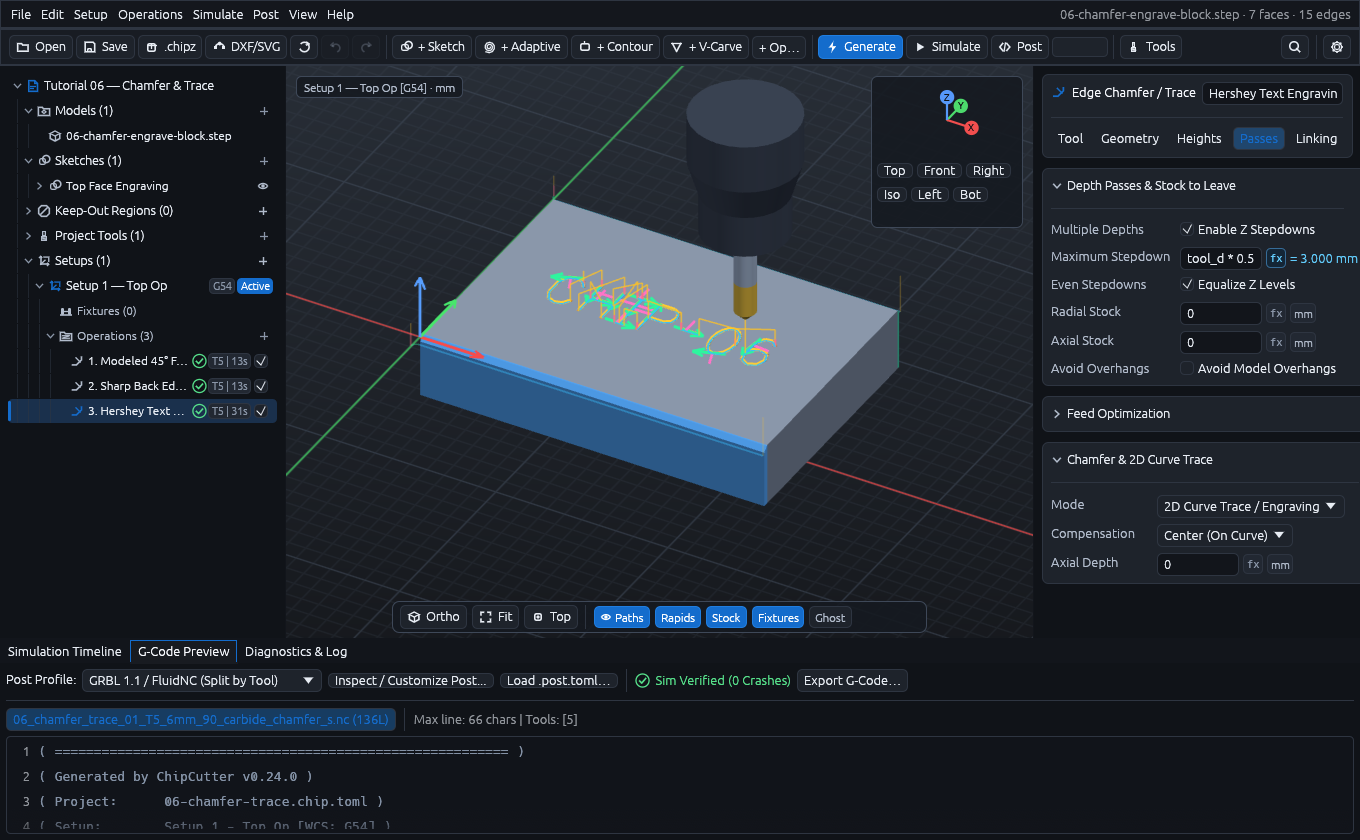 File Edit Setup Operations Simulate Post View Help 06-chamfer-engrave-block.step · 7 faces · 15 edges
Open Save .chipz DXF/SVG + Sketch + Adaptive + Contour + V-Carve + Op... Generate Simulate Post Tools
Tutorial 06 — Chamfer & Trace
Models (1) +
06-chamfer-engrave-block.step
Sketches (1) +
Top Face Engraving
Keep-Out Regions (0) +
Project Tools (1) +
Setups (1) +
Setup 1 — Top Op G54 Active
Fixtures (0)
Operations (3) +
1. Modeled 45° F... T5 | 13s
2. Sharp Back Ed... T5 | 13s
3. Hershey Text ... T5 | 31s
Setup 1 — Top Op [G54] · mm
Z
Y
X
Top Front Right
Iso Left Bot
Ortho Fit Top Paths Rapids Stock Fixtures Ghost
Edge Chamfer / Trace Hershey Text Engravin
Tool Geometry Heights Passes Linking
Depth Passes & Stock to Leave
Multiple Depths Enable Z Stepdowns
Maximum Stepdown tool_d * 0.5 fx = 3.000 mm
Even Stepdowns Equalize Z Levels
Radial Stock 0 fx mm
Axial Stock 0 fx mm
Avoid Overhangs Avoid Model Overhangs
Feed Optimization
Chamfer & 2D Curve Trace
Mode 2D Curve Trace / Engraving
Compensation Center (On Curve)
Axial Depth 0 fx mm
Simulation Timeline G-Code Preview Diagnostics & Log
Post Profile: GRBL 1.1 / FluidNC (Split by Tool) Inspect / Customize Post... Load .post.toml... Sim Verified (0 Crashes) Export G-Code...
06_chamfer_trace_01_T5_6mm_90_carbide_chamfer_s.nc (136L) Max line: 66 chars | Tools: [5]
1 ( ========================================================== )
2 ( Generated by ChipCutter v0.24.0 )
3 ( Project: 06-chamfer-trace.chip.toml )
4 ( Setup: Setup 1 - Top Op [WCS: G54] )